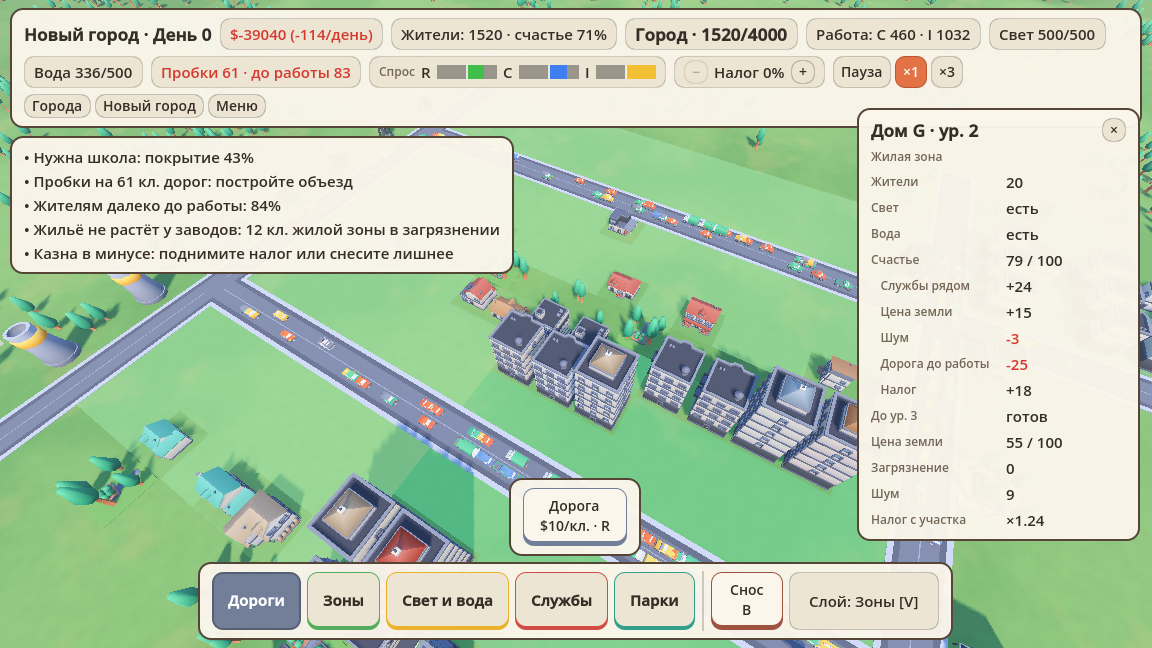 Новый город · День 0
$-39040 (-114/день)
Жители: 1520 · счастье 71%
Город · 1520/4000
Работа: C 460 · I 1032
Свет 500/500
Вода 336/500
Пробки 61 · до работы 83
Спрос R C I
− Налог 0% +
Пауза
×1
×3
Города
Новый город
Меню
• Нужна школа: покрытие 43%
• Пробки на 61 кл. дорог: постройте объезд
• Жителям далеко до работы: 84%
• Жильё не растёт у заводов: 12 кл. жилой зоны в загрязнении
• Казна в минусе: поднимите налог или снесите лишнее
Дом G · ур. 2
×
Жилая зона
Жители 20
Свет есть
Вода есть
Счастье 79 / 100
Службы рядом +24
Цена земли +15
Шум -3
Дорога до работы -25
Налог +18
До ур. 3 готов
Цена земли 55 / 100
Загрязнение 0
Шум 9
Налог с участка ×1.24
Дорога
$10/кл. · R
Дороги
Зоны
Свет и вода
Службы
Парки
Снос
B
Слой: Зоны [V]